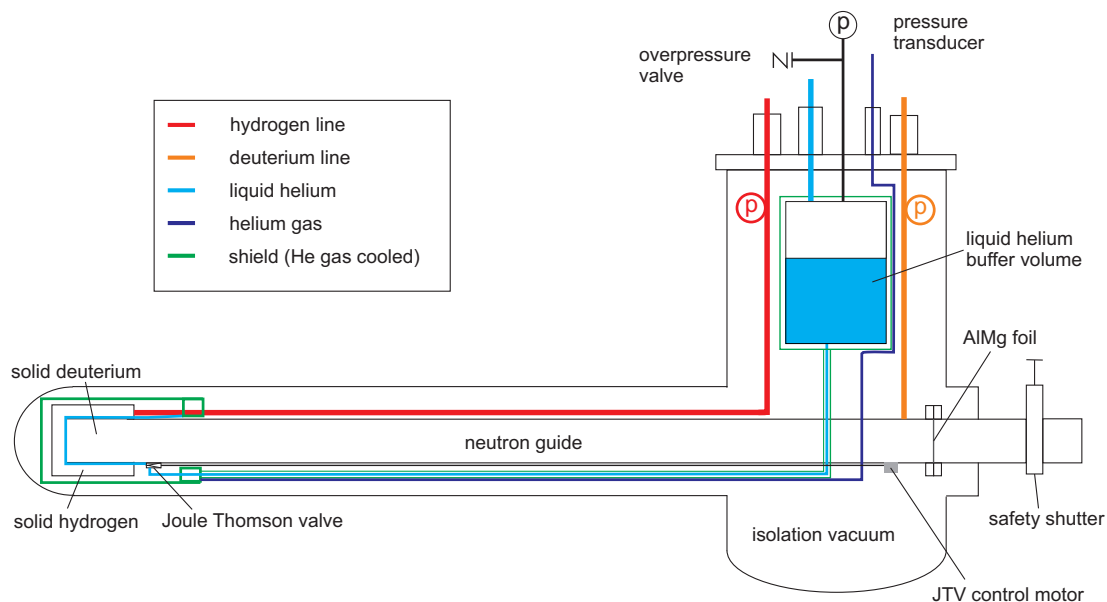 p
pressure
transducer
overpressure
valve
hydrogen line
deuterium line
liquid helium
helium gas
shield (He gas cooled)
p
p
liquid helium
buffer volume
AlMg foil
solid deuterium
neutron guide
solid hydrogen
Joule Thomson valve
safety shutter
isolation vacuum
JTV control motor